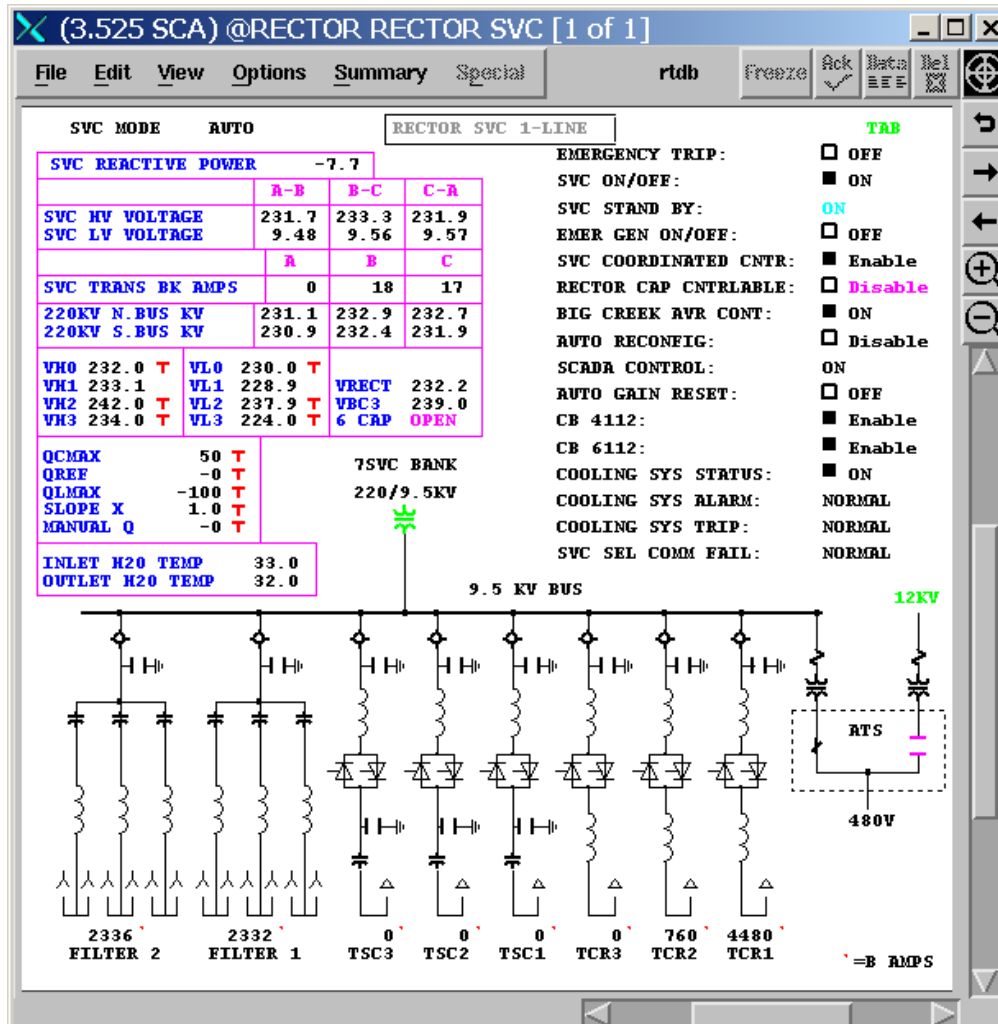 (3.525 SCA) @RECTOR RECTOR SVC [1 of 1]
File Edit View Options Summary Special rtdb Freeze Ack Data Del
SVC MODE AUTO RECTOR SVC 1-LINE TAB
SVC REACTIVE POWER -7.7
A-B B-C C-A
SVC HV VOLTAGE 231.7 233.3 231.9
SVC LV VOLTAGE 9.48 9.56 9.57
A B C
SVC TRANS BK AMPS 0 18 17
220KV N.BUS KV 231.1 232.9 232.7
220KV S.BUS KV 230.9 232.4 231.9
VH0 232.0 T VL0 230.0 T
VH1 233.1 VL1 228.9 VRECT 232.2
VH2 242.0 T VL2 237.9 T VBC3 239.0
VH3 234.0 T VL3 224.0 T 6 CAP OPEN
QCMAX 50 T
QREF -0 T
QLMAX -100 T
SLOPE X 1.0 T
MANUAL Q -0 T
INLET H20 TEMP 33.0
OUTLET H20 TEMP 32.0
EMERGENCY TRIP: OFF
SVC ON/OFF: ON
SVC STAND BY: ON
EMER GEN ON/OFF: OFF
SVC COORDINATED CNTR: Enable
RECTOR CAP CNTRLABLE: Disable
BIG CREEK AVR CONT: ON
AUTO RECONFIG: Disable
SCADA CONTROL: ON
AUTO GAIN RESET: OFF
CB 4112: Enable
CB 6112: Enable
COOLING SYS STATUS: ON
COOLING SYS ALARM: NORMAL
COOLING SYS TRIP: NORMAL
SVC SEL COMM FAIL: NORMAL
7SVC BANK
220/9.5KV
9.5 KV BUS
12KV
ATS
480V
2336 2332 0 0 0 0 760 4480
FILTER 2 FILTER 1 TSC3 TSC2 TSC1 TCR3 TCR2 TCR1
'=B AMPS